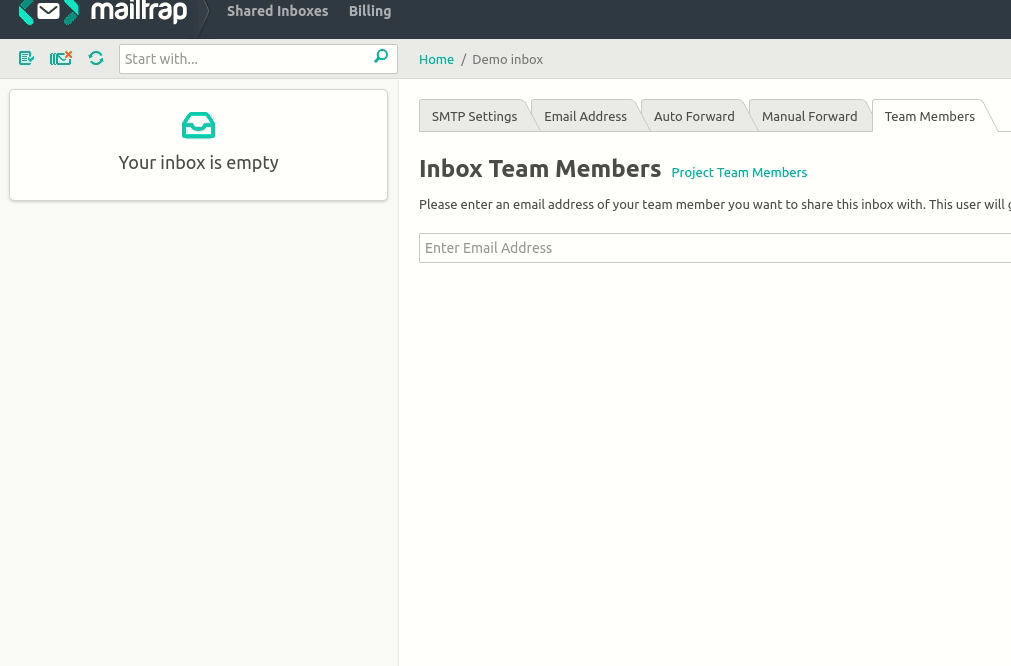 mailtrap
Shared Inboxes
Billing
Start with...
Home / Demo inbox
Your inbox is empty
SMTP Settings
Email Address
Auto Forward
Manual Forward
Team Members
Inbox Team Members Project Team Members
Please enter an email address of your team member you want to share this inbox with. This user will
Enter Email Address